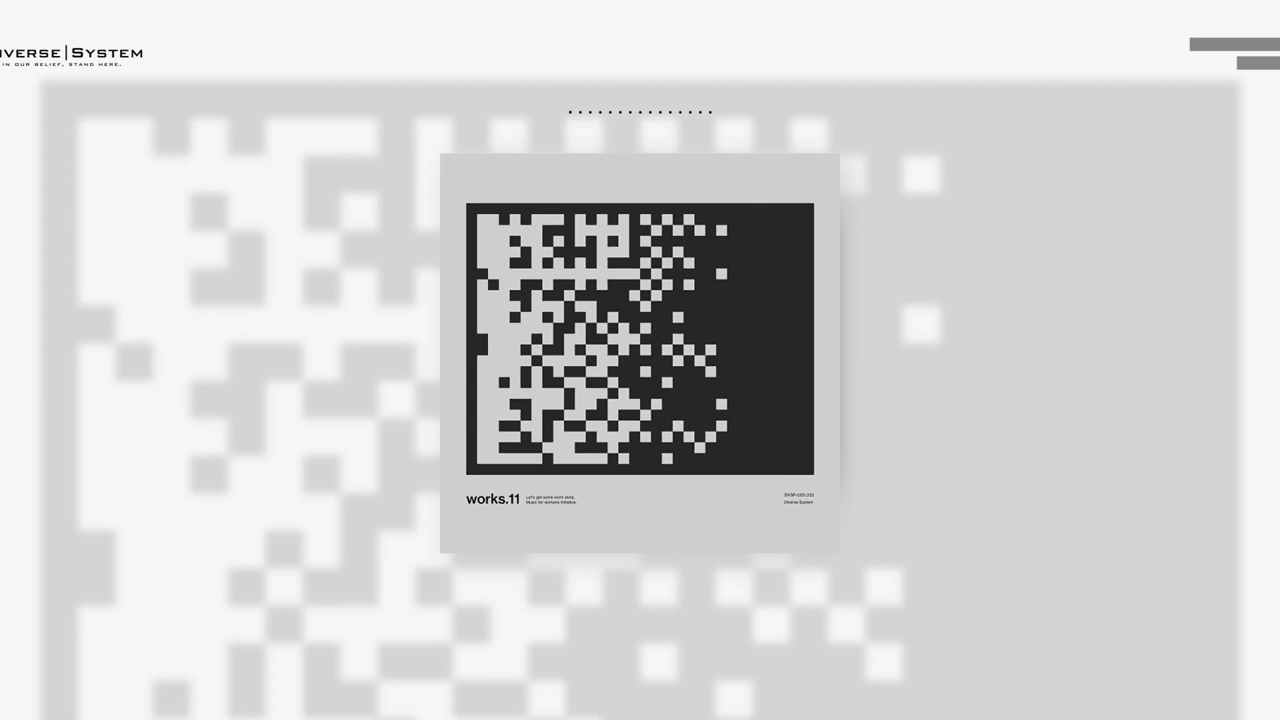 IVERSE|SYSTEM
IN OUR BELIEF, STAND HERE.
works.11
Let's get some work done.
Music for workers initiative.
Diverse System